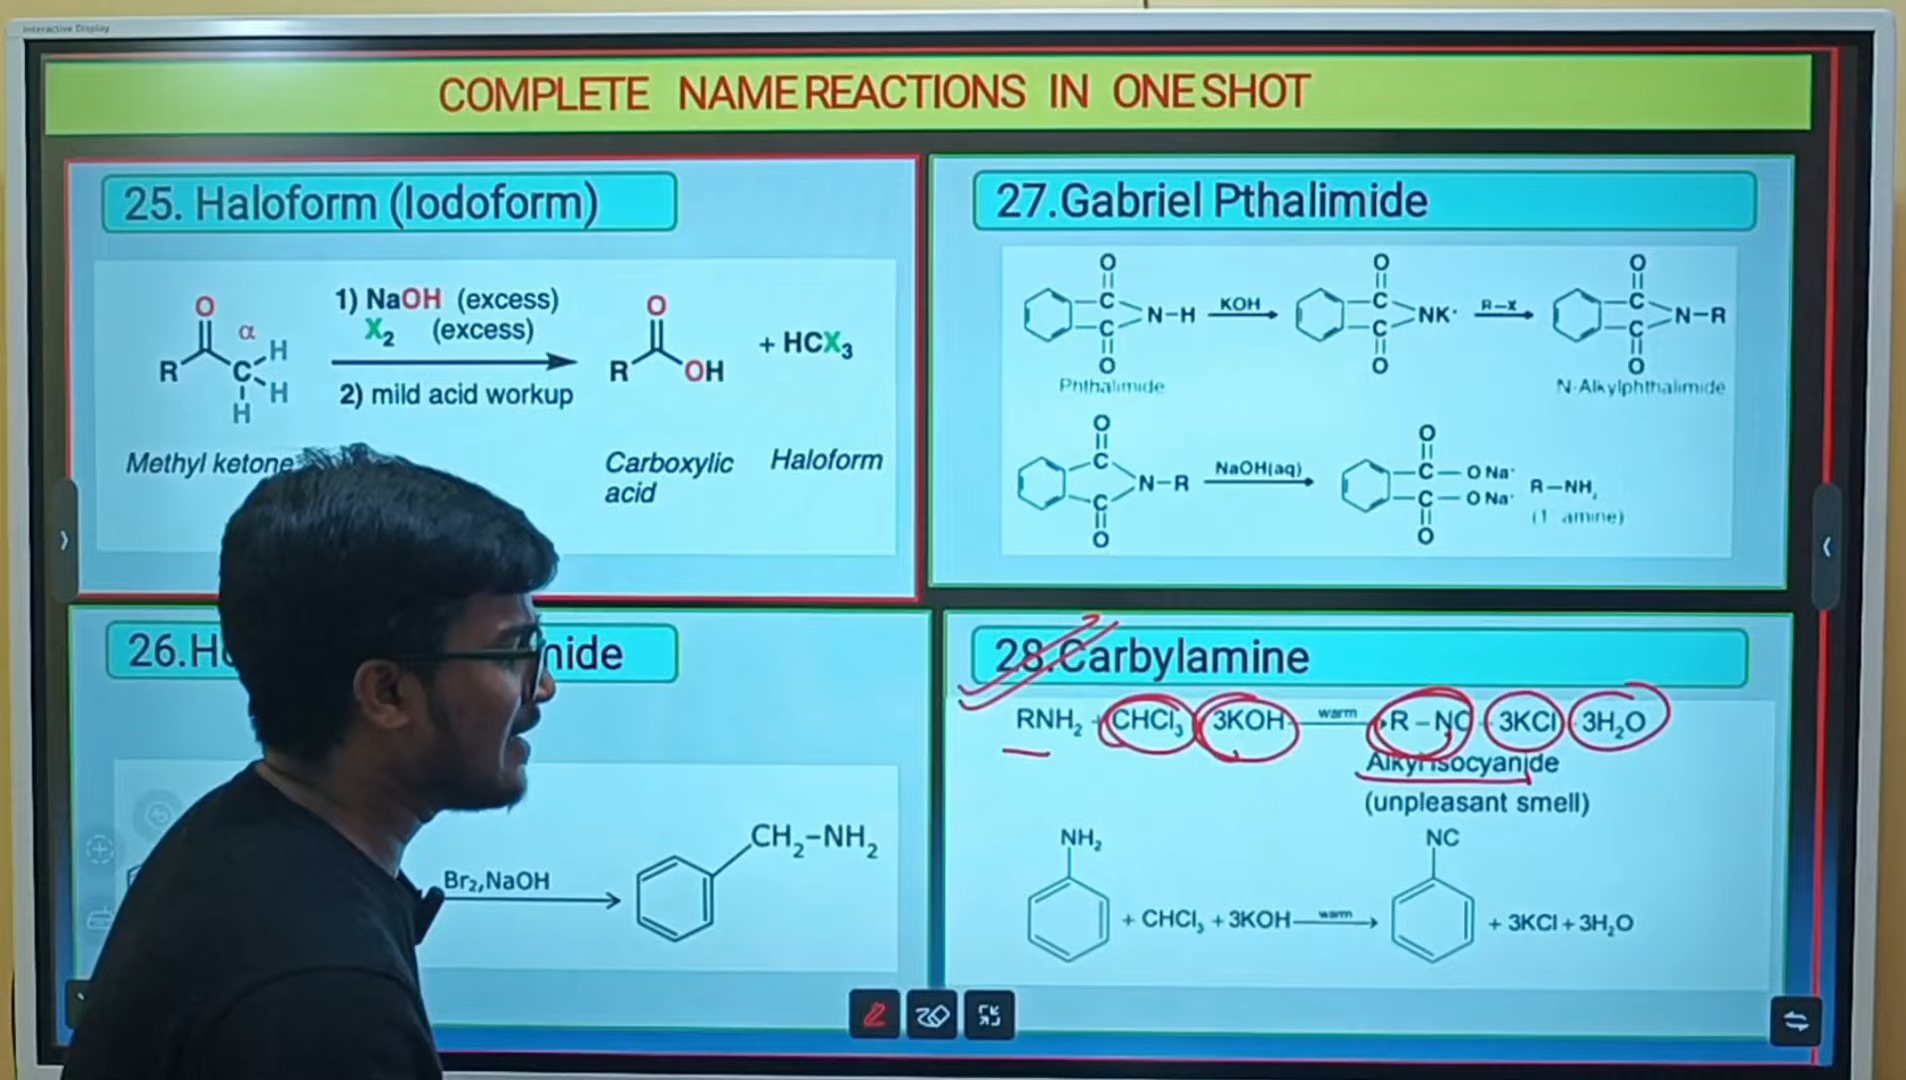 Interactive Display
COMPLETE NAME REACTIONS IN ONE SHOT
25. Haloform (Iodoform)
O
α
R
C
H
H
H
1) NaOH (excess)
X₂ (excess)
2) mild acid workup
O
R
OH
+ HCX₃
Methyl ketone
Carboxylic
acid
Haloform
27.Gabriel Pthalimide
O
C
N-H
C
O
Phthalimide
KOH
O
C
NK
C
O
R-X
O
C
N-R
C
O
N-Alkylphthalimide
O
C
N-R
C
O
NaOH(aq)
O
C — O Na
C — O Na
O
R-NH₂
(1 amine)
26.H
nide
Br₂,NaOH
CH₂-NH₂
28.Carbylamine
RNH₂ + CHCl₃ 3KOH warm R-NC 3KCl 3H₂O
Alkyl isocyanide
(unpleasant smell)
NH₂
+ CHCl₃ + 3KOH warm
NC
+ 3KCl + 3H₂O